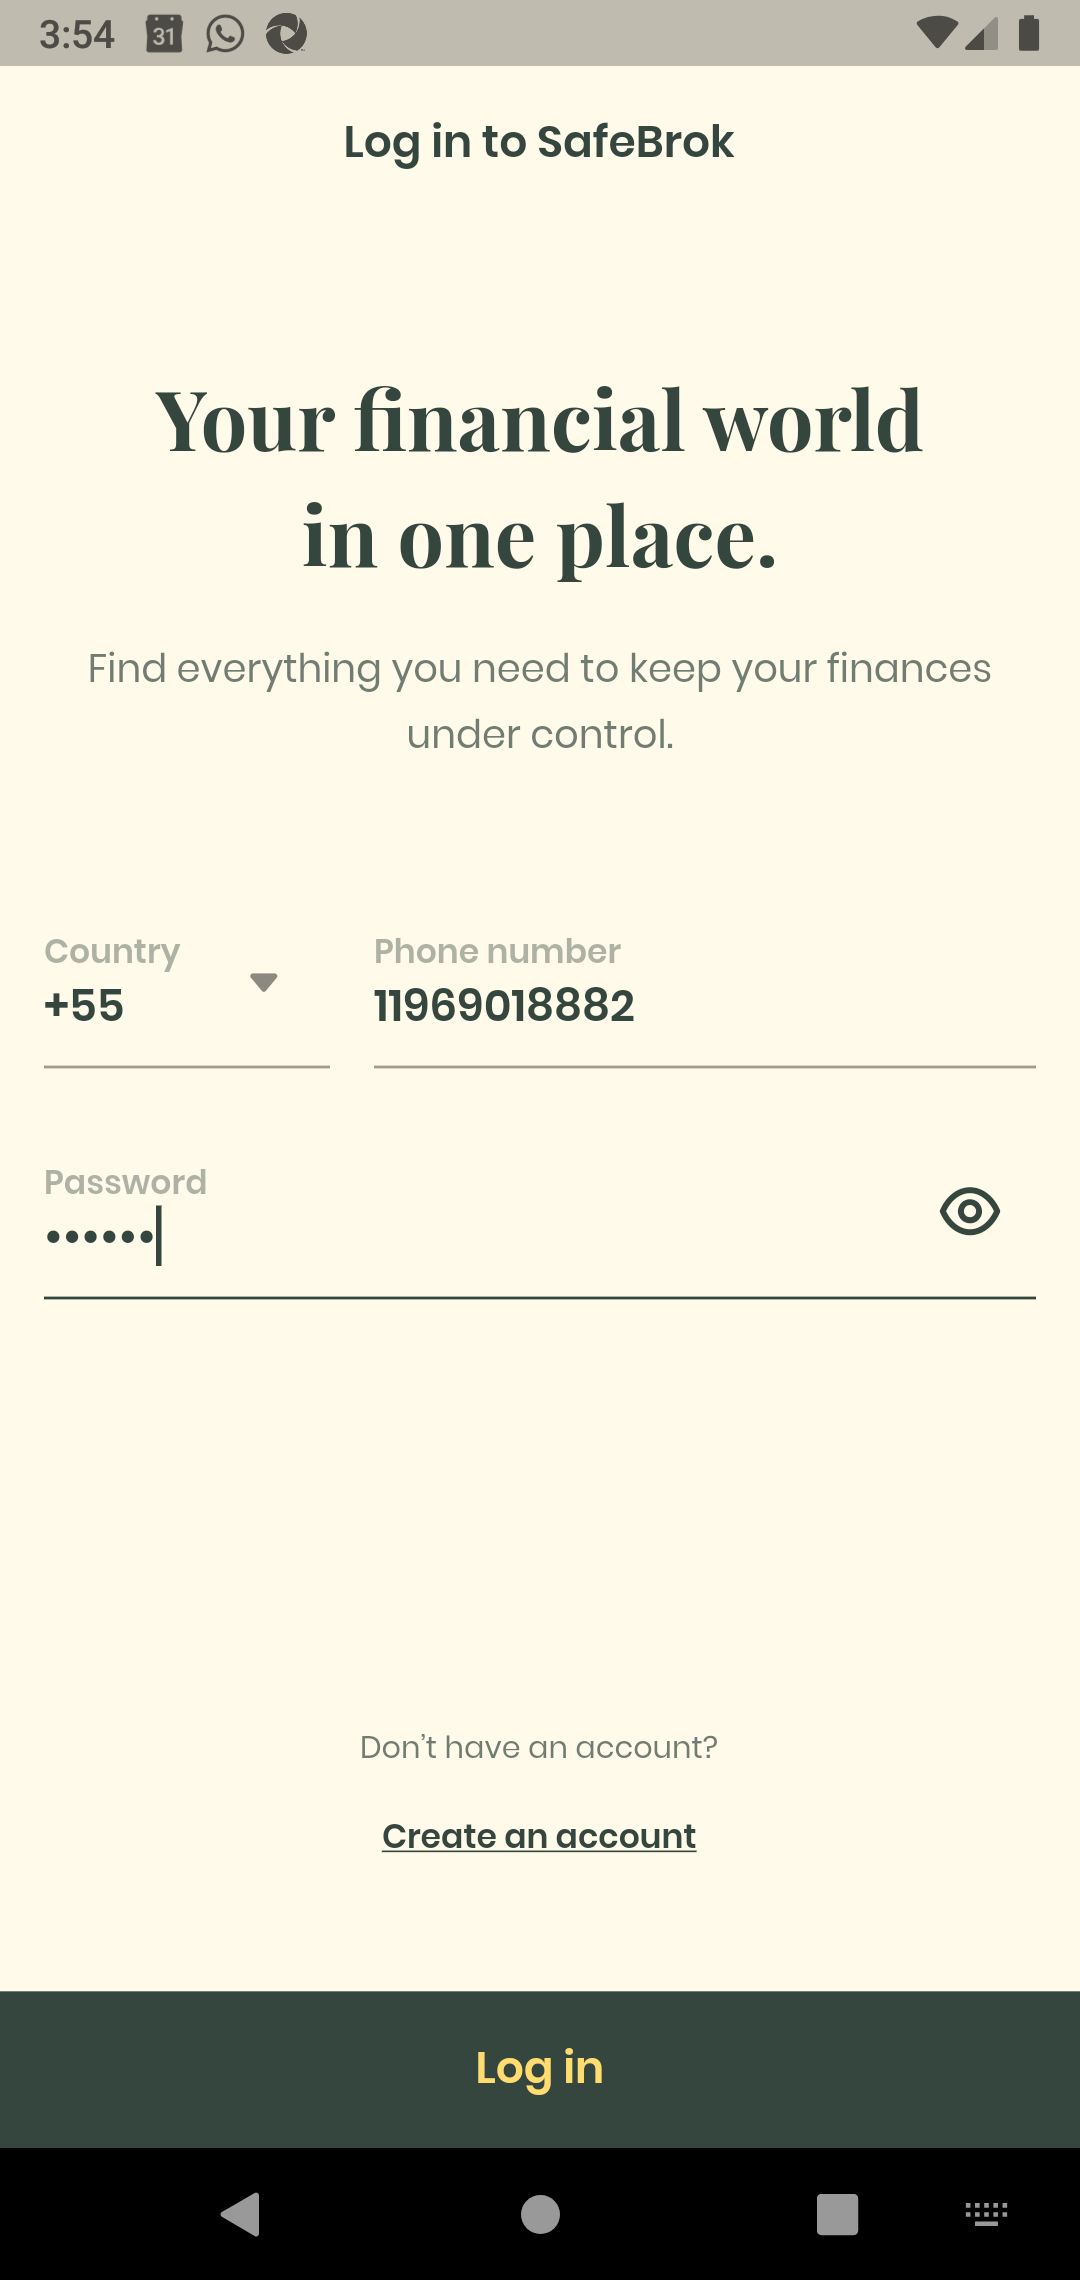 3:54
31
Log in to SafeBrok
Your financial world
in one place.
Find everything you need to keep your finances
under control.
Country
+55
Phone number
11969018882
Password
••••••
Don't have an account?
Create an account
Log in